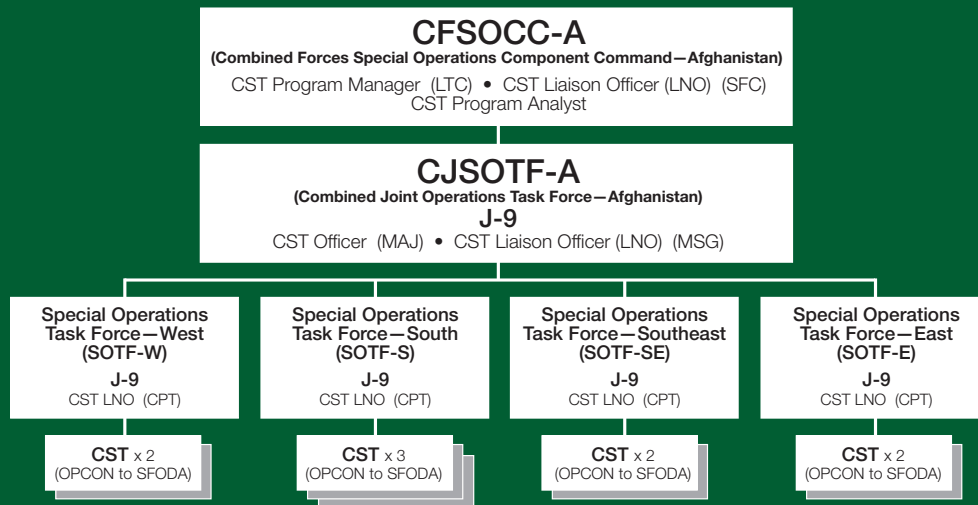 CFSOCC-A
(Combined Forces Special Operations Component Command—Afghanistan)
CST Program Manager (LTC) • CST Liaison Officer (LNO) (SFC)
CST Program Analyst
CJSOTF-A
(Combined Joint Operations Task Force—Afghanistan)
J-9
CST Officer (MAJ) • CST Liaison Officer (LNO) (MSG)
Special Operations
Task Force—West
(SOTF-W)
J-9
CST LNO (CPT)
Special Operations
Task Force—South
(SOTF-S)
J-9
CST LNO (CPT)
Special Operations
Task Force—Southeast
(SOTF-SE)
J-9
CST LNO (CPT)
Special Operations
Task Force—East
(SOTF-E)
J-9
CST LNO (CPT)
CST x 2
(OPCON to SFODA)
CST x 3
(OPCON to SFODA)
CST x 2
(OPCON to SFODA)
CST x 2
(OPCON to SFODA)